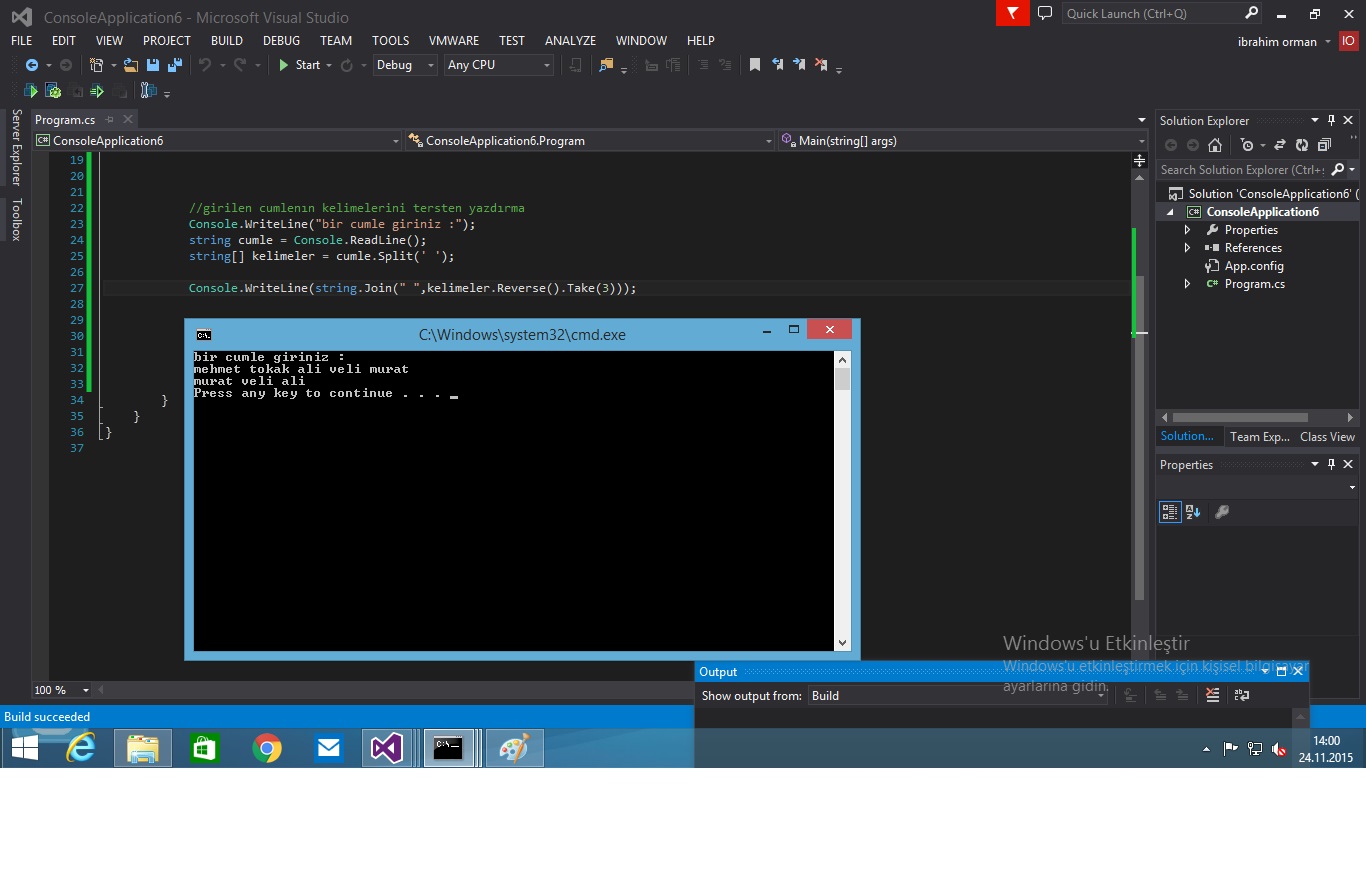 ConsoleApplication6 - Microsoft Visual Studio
Quick Launch (Ctrl+Q)
FILE EDIT VIEW PROJECT BUILD DEBUG TEAM TOOLS VMWARE TEST ANALYZE WINDOW HELP
ibrahim orman IO
Start Debug Any CPU
Server Explorer
Toolbox
Program.cs
ConsoleApplication6
ConsoleApplication6.Program
Main(string[] args)
19
20
21
22 //girilen cumlenın kelimelerini tersten yazdırma
23 Console.WriteLine("bir cumle giriniz :");
24 string cumle = Console.ReadLine();
25 string[] kelimeler = cumle.Split(' ');
26
27 Console.WriteLine(string.Join(" ",kelimeler.Reverse().Take(3)));
28
29
30
31
32
33
34 }
35 }
36 }
37
C:\Windows\system32\cmd.exe
bir cumle giriniz :
mehmet tokak ali veli murat
murat veli ali
Press any key to continue . . . _
100 %
Solution Explorer
Search Solution Explorer (Ctrl+;
Solution 'ConsoleApplication6' (
C# ConsoleApplication6
Properties
References
App.config
C# Program.cs
Solution... Team Exp... Class View
Properties
Windows'u Etkinleştir
Windows'u etkinleştirmek için kişisel bilgisayar
ayarlarına gidin.
Output
Show output from: Build
Build succeeded
14:00
24.11.2015